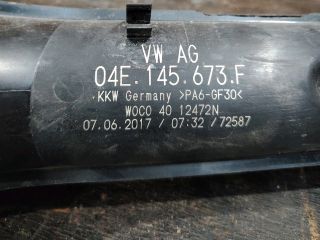 VW AG
04E.145.673.F
KKW Germany >PA6-GF30<
WOCO 40 12472N
07.06.2017 / 07:32 /72587